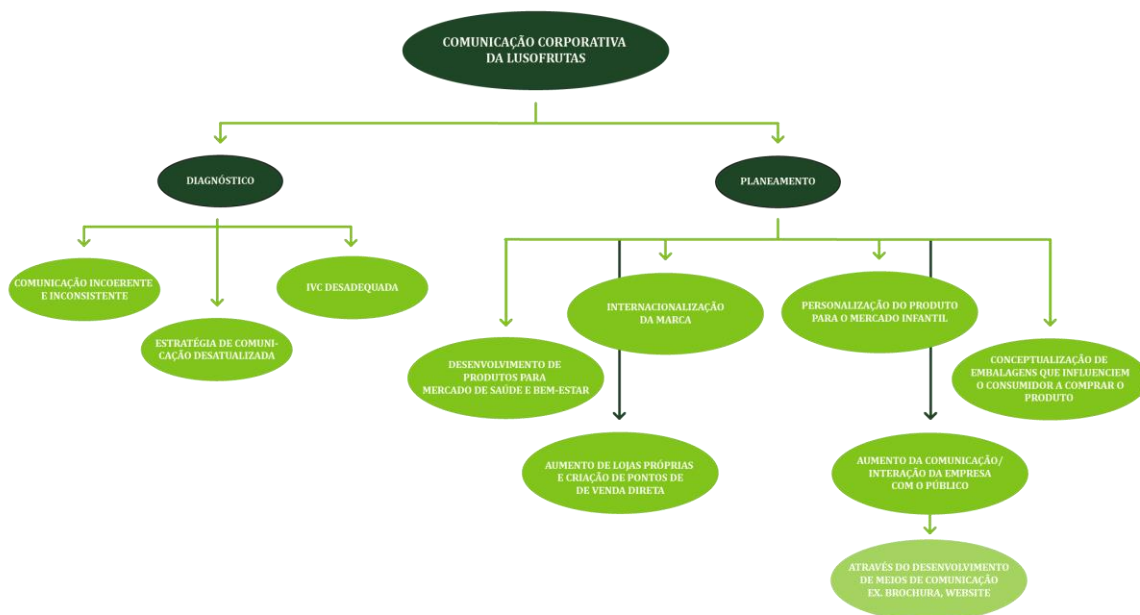 COMUNICAÇÃO CORPORATIVA
DA LUSOFRUTAS
DIAGNÓSTICO
PLANEAMENTO
COMUNICAÇÃO INCOERENTE
E INCONSISTENTE
ESTRATÉGIA DE COMUNI-
CAÇÃO DESATUALIZADA
IVC DESADEQUADA
DESENVOLVIMENTO DE
PRODUTOS PARA
MERCADO DE SAÚDE E BEM-ESTAR
INTERNACIONALIZAÇÃO
DA MARCA
PERSONALIZAÇÃO DO PRODUTO
PARA O MERCADO INFANTIL
CONCEPTUALIZAÇÃO DE
EMBALAGENS QUE INFLUENCIEM
O CONSUMIDOR A COMPRAR O
PRODUTO
AUMENTO DE LOJAS PRÓPRIAS
E CRIAÇÃO DE PONTOS DE
DE VENDA DIRETA
AUMENTO DA COMUNICAÇÃO/
INTERAÇÃO DA EMPRESA
COM O PÚBLICO
ATRAVÉS DO DESENVOLVIMENTO
DE MEIOS DE COMUNICAÇÃO
EX. BROCHURA, WEBSITE